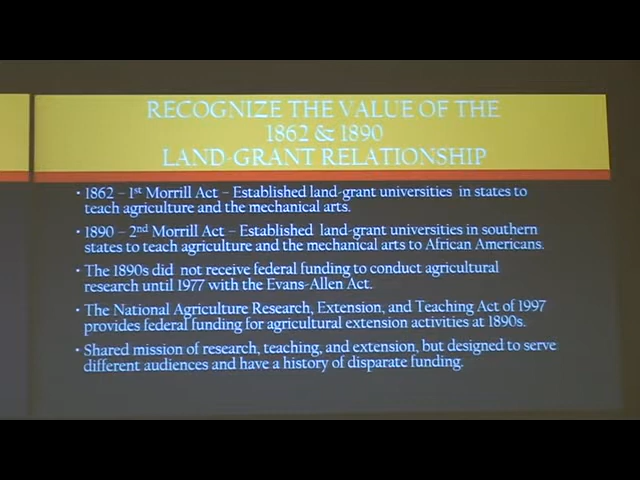 RECOGNIZE THE VALUE OF THE
1862 & 1890
LAND-GRANT RELATIONSHIP
• 1862 – 1st Morrill Act – Established land-grant universities in states to
teach agriculture and the mechanical arts.
• 1890 – 2nd Morrill Act – Established land-grant universities in southern
states to teach agriculture and the mechanical arts to African Americans.
• The 1890s did not receive federal funding to conduct agricultural
research until 1977 with the Evans-Allen Act.
• The National Agriculture Research, Extension, and Teaching Act of 1997
provides federal funding for agricultural extension activities at 1890s.
• Shared mission of research, teaching, and extension, but designed to serve
different audiences and have a history of disparate funding.